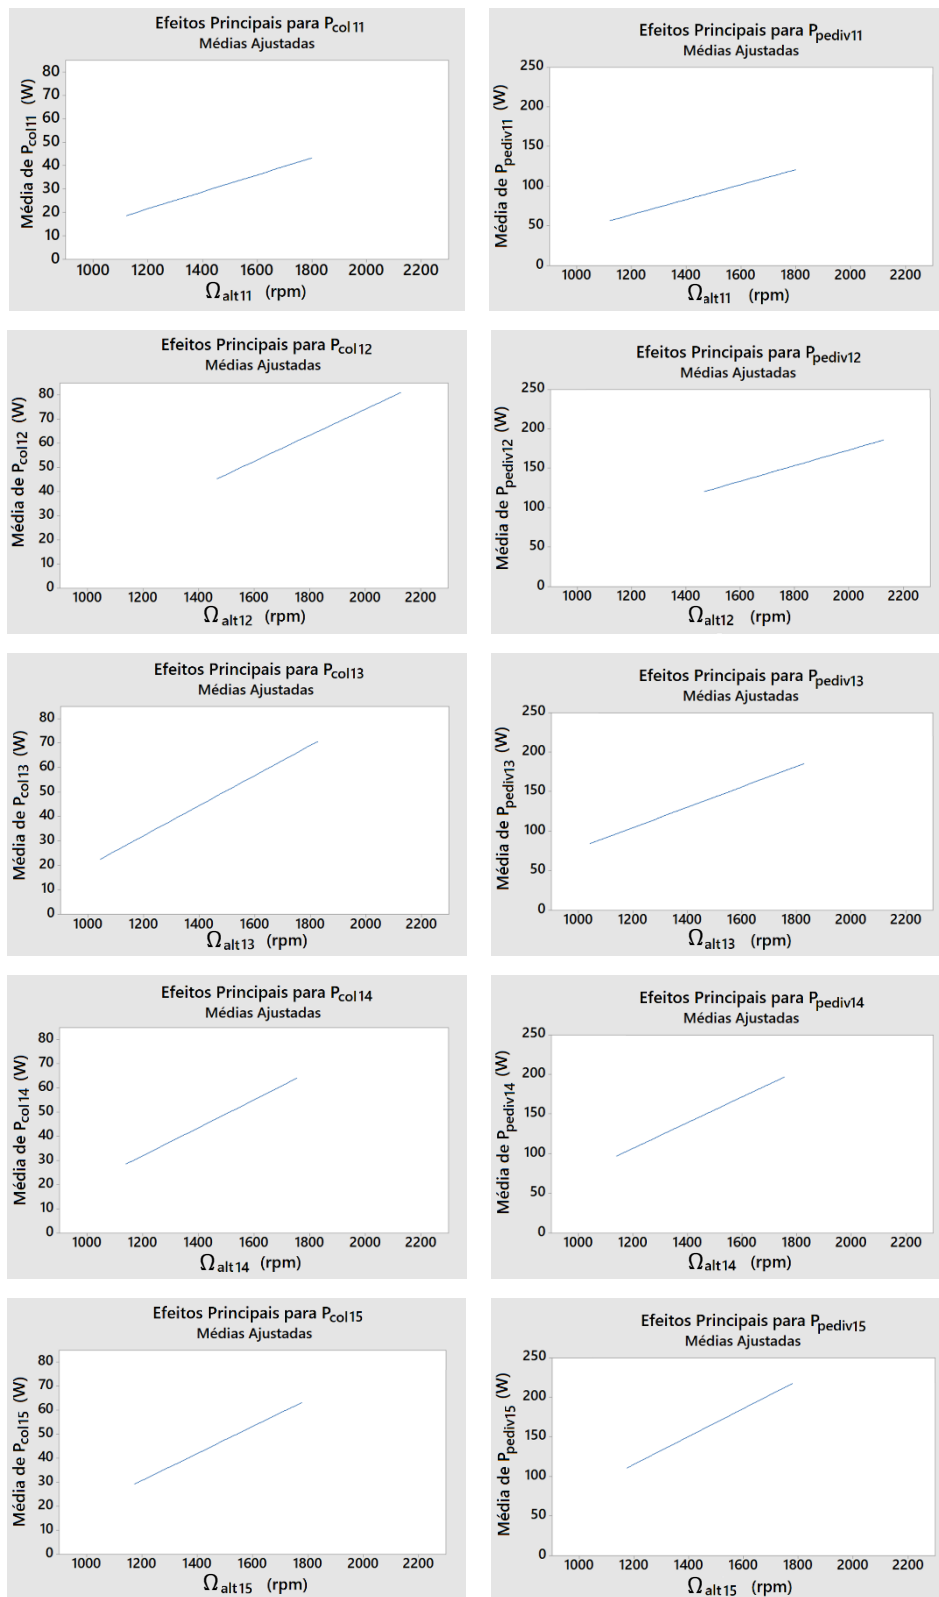 Efeitos Principais para Pcol11
Médias Ajustadas
Média de Pcol11 (W)
80
70
60
50
40
30
20
10
0
1000 1200 1400 1600 1800 2000 2200
Ωalt11 (rpm)
Efeitos Principais para Ppediv11
Médias Ajustadas
Média de Ppediv11 (W)
250
200
150
100
50
0
1000 1200 1400 1600 1800 2000 2200
Ωalt11 (rpm)
Efeitos Principais para Pcol12
Médias Ajustadas
Média de Pcol12 (W)
80
70
60
50
40
30
20
10
0
1000 1200 1400 1600 1800 2000 2200
Ωalt12 (rpm)
Efeitos Principais para Ppediv12
Médias Ajustadas
Média de Ppediv12 (W)
250
200
150
100
50
0
1000 1200 1400 1600 1800 2000 2200
Ωalt12 (rpm)
Efeitos Principais para Pcol13
Médias Ajustadas
Média de Pcol13 (W)
80
70
60
50
40
30
20
10
0
1000 1200 1400 1600 1800 2000 2200
Ωalt13 (rpm)
Efeitos Principais para Ppediv13
Médias Ajustadas
Média de Ppediv13 (W)
250
200
150
100
50
0
1000 1200 1400 1600 1800 2000 2200
Ωalt13 (rpm)
Efeitos Principais para Pcol14
Médias Ajustadas
Média de Pcol14 (W)
80
70
60
50
40
30
20
10
0
1000 1200 1400 1600 1800 2000 2200
Ωalt14 (rpm)
Efeitos Principais para Ppediv14
Médias Ajustadas
Média de Ppediv14 (W)
250
200
150
100
50
0
1000 1200 1400 1600 1800 2000 2200
Ωalt14 (rpm)
Efeitos Principais para Pcol15
Médias Ajustadas
Média de Pcol15 (W)
80
70
60
50
40
30
20
10
0
1000 1200 1400 1600 1800 2000 2200
Ωalt15 (rpm)
Efeitos Principais para Ppediv15
Médias Ajustadas
Média de Ppediv15 (W)
250
200
150
100
50
0
1000 1200 1400 1600 1800 2000 2200
Ωalt15 (rpm)